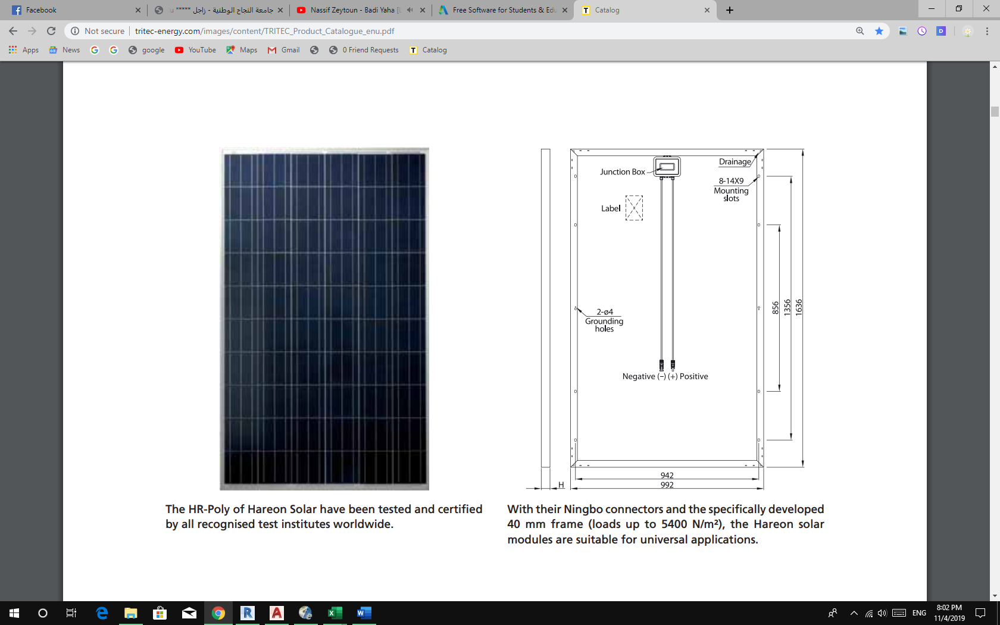 Facebook
جامعة النجاح الوطنية - زاجل *****
Nassif Zeytoun - Badi Yaha [L
Free Software for Students & Edu
Catalog
Not secure
tritec-energy.com/images/content/TRITEC_Product_Catalogue_enu.pdf
Apps
News
google
YouTube
Maps
Gmail
0 Friend Requests
T Catalog
Junction Box
Drainage
8-14X9
Mounting
slots
Label
2-ø4
Grounding
holes
856
1356
1636
Negative (−) (+) Positive
942
992
H
The HR-Poly of Hareon Solar have been tested and certified
by all recognised test institutes worldwide.
With their Ningbo connectors and the specifically developed
40 mm frame (loads up to 5400 N/m²), the Hareon solar
modules are suitable for universal applications.
ENG
8:02 PM
11/4/2019